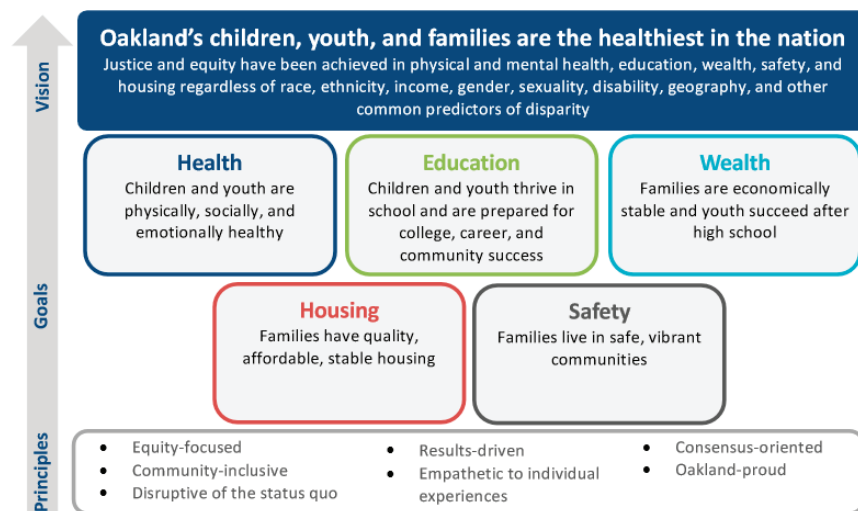 Vision
Oakland's children, youth, and families are the healthiest in the nation
Justice and equity have been achieved in physical and mental health, education, wealth, safety, and
housing regardless of race, ethnicity, income, gender, sexuality, disability, geography, and other
common predictors of disparity
Goals
Health
Children and youth are
physically, socially, and
emotionally healthy
Education
Children and youth thrive in
school and are prepared for
college, career, and
community success
Wealth
Families are economically
stable and youth succeed after
high school
Housing
Families have quality,
affordable, stable housing
Safety
Families live in safe, vibrant
communities
Principles
• Equity-focused
• Community-inclusive
• Disruptive of the status quo
• Results-driven
• Empathetic to individual
experiences
• Consensus-oriented
• Oakland-proud